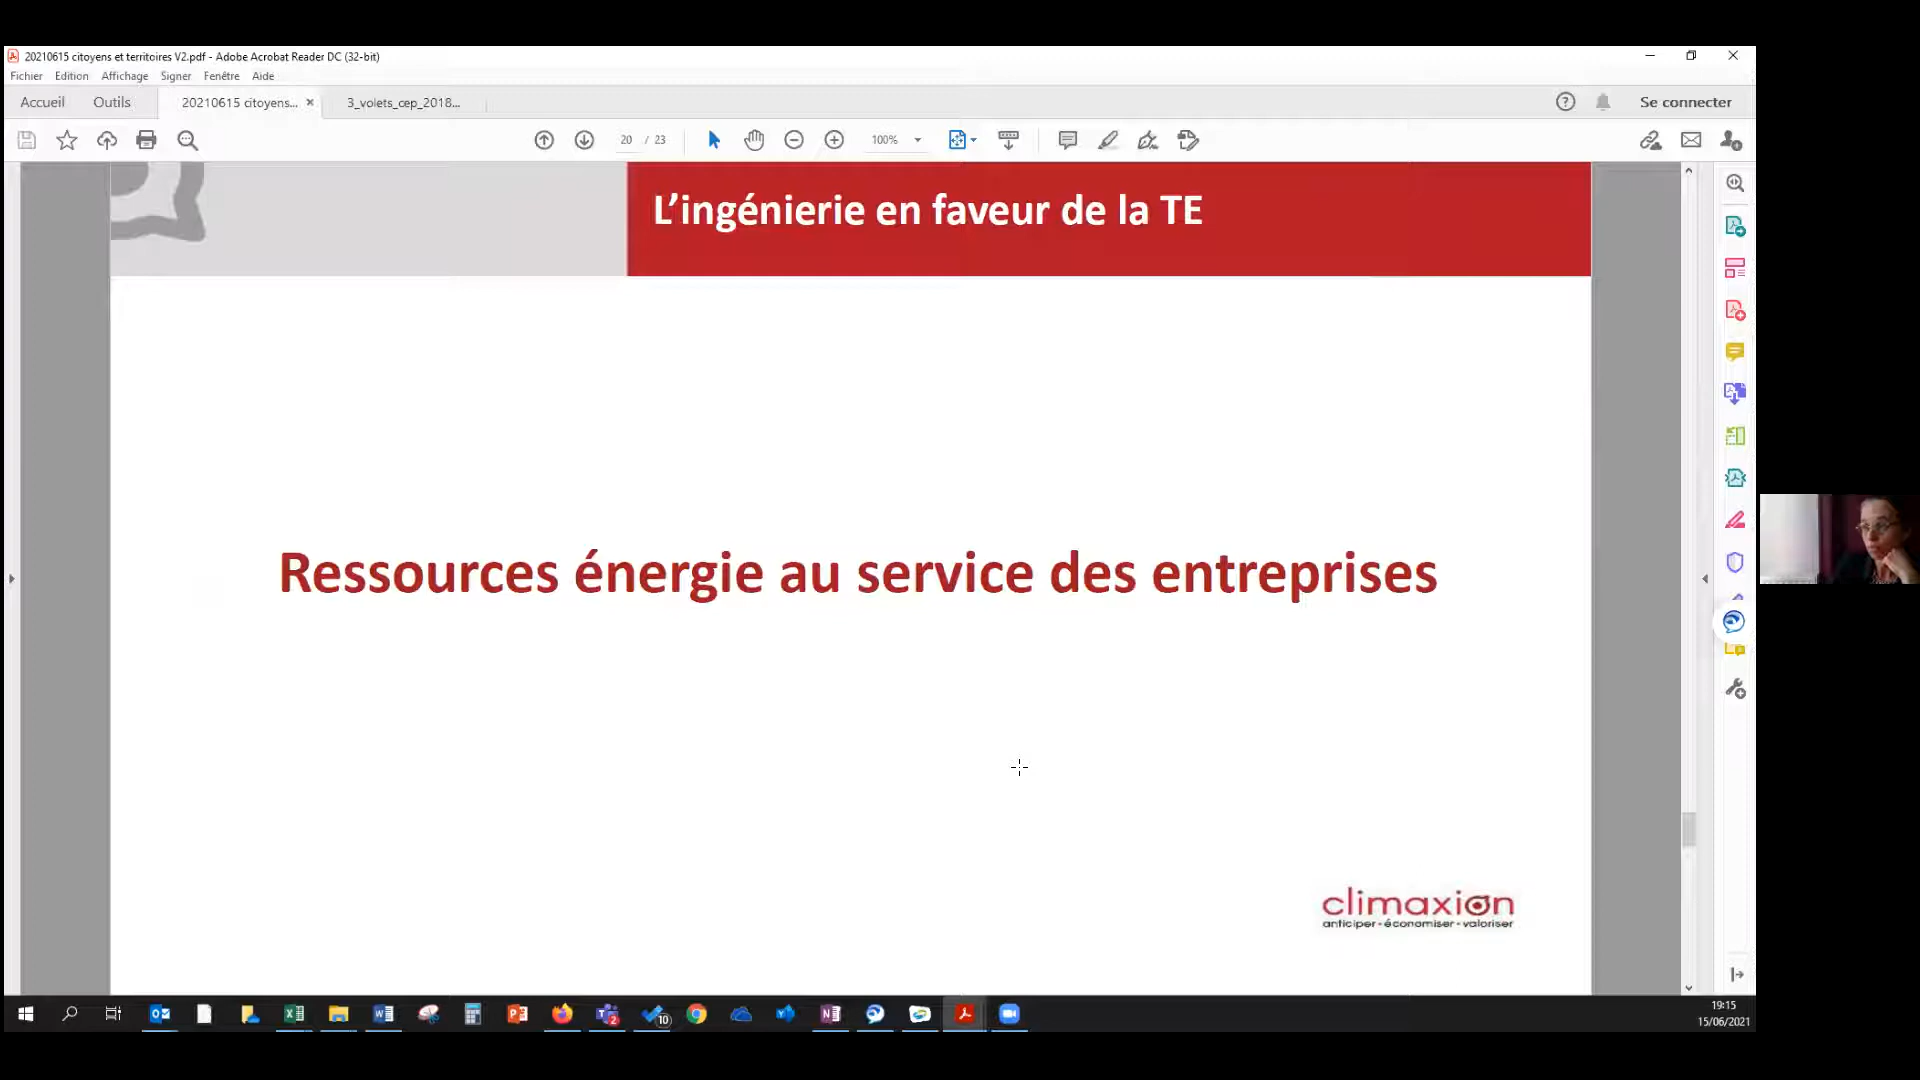 20210615 citoyens et territoires V2.pdf - Adobe Acrobat Reader DC (32-bit)
Fichier Edition Affichage Signer Fenêtre Aide
Accueil Outils 20210615 citoyens... × 3_volets_cep_2018... Se connecter
20 / 23 100%
L'ingénierie en faveur de la TE
Ressources énergie au service des entreprises
climaxion
anticiper - économiser - valoriser
10
2
19:15
15/06/2021